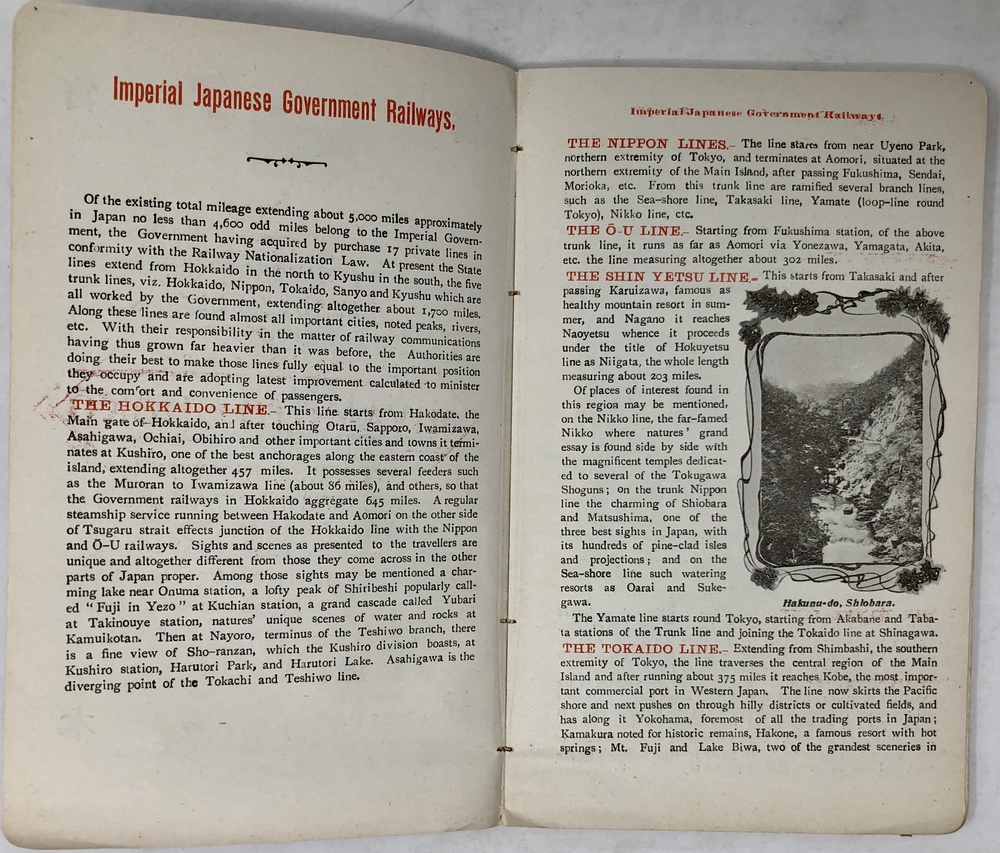 Imperial Japanese Government Railways.
Of the existing total mileage extending about 5,000 miles approximately
in Japan no less than 4,600 odd miles belong to the Imperial Govern-
ment, the Government having acquired by purchase 17 private lines in
conformity with the Railway Nationalization Law. At present the State
lines extend from Hokkaido in the north to Kyushu in the south, the five
trunk lines, viz. Hokkaido, Nippon, Tokaido, Sanyo and Kyushu which are
all worked by the Government, extending altogether about 1,700 miles.
Along these lines are found almost all important cities, noted peaks, rivers,
etc. With their responsibility in the matter of railway communications
having thus grown far heavier than it was before, the Authorities are
doing their best to make those lines fully equal to the important position
they occupy and are adopting latest improvement calculated to minister
to the comfort and convenience of passengers.
THE HOKKAIDO LINE.- This line starts from Hakodate, the
Main gate of Hokkaido, and after touching Otaru, Sapporo, Iwamizawa,
Asahigawa, Ochiai, Obihiro and other important cities and towns it termi-
nates at Kushiro, one of the best anchorages along the eastern coast of the
island, extending altogether 457 miles. It possesses several feeders such
as the Muroran to Iwamizawa line (about 86 miles), and others, so that
the Government railways in Hokkaido aggregate 645 miles. A regular
steamship service running between Hakodate and Aomori on the other side
of Tsugaru strait effects junction of the Hokkaido line with the Nippon
and Ō-U railways. Sights and scenes as presented to the travellers are
unique and altogether different from those they come across in the other
parts of Japan proper. Among those sights may be mentioned a char-
ming lake near Onuma station, a lofty peak of Shiribeshi popularly call-
ed "Fuji in Yezo" at Kuchian station, a grand cascade called Yubari
at Takinouye station, natures' unique scenes of water and rocks at
Kamuikotan. Then at Nayoro, terminus of the Teshiwo branch, there
is a fine view of Sho-ranzan, which the Kushiro division boasts, at
Kushiro station, Harutori Park, and Harutori Lake. Asahigawa is the
diverging point of the Tokachi and Teshiwo line.
Imperial Japanese Government Railways.
THE NIPPON LINES.- The line starts from near Uyeno Park,
northern extremity of Tokyo, and terminates at Aomori, situated at the
northern extremity of the Main Island, after passing Fukushima, Sendai,
Morioka, etc. From this trunk line are ramified several branch lines,
such as the Sea-shore line, Takasaki line, Yamate (loop-line round
Tokyo), Nikko line, etc.
THE Ō-U LINE.- Starting from Fukushima station, of the above
trunk line, it runs as far as Aomori via Yonezawa, Yamagata, Akita,
etc. the line measuring altogether about 302 miles.
THE SHIN YETSU LINE.- This starts from Takasaki and after
passing Karuizawa, famous as
healthy mountain resort in sum-
mer, and Nagano it reaches
Naoyetsu whence it proceeds
under the title of Hokuyetsu
line as Niigata, the whole length
measuring about 203 miles.
Of places of interest found in
this region may be mentioned,
on the Nikko line, the far-famed
Nikko where natures' grand
essay is found side by side with
the magnificent temples dedicat-
ed to several of the Tokugawa
Shoguns; on the trunk Nippon
line the charming of Shiobara
and Matsushima, one of the
three best sights in Japan, with
its hundreds of pine-clad isles
and projections; and on the
Sea-shore line such watering
resorts as Oarai and Suke-
gawa.
Hakunu-do, Shiobara.
The Yamate line starts round Tokyo, starting from Akabane and Taba-
ta stations of the Trunk line and joining the Tokaido line at Shinagawa.
THE TOKAIDO LINE.- Extending from Shimbashi, the southern
extremity of Tokyo, the line traverses the central region of the Main
Island and after running about 375 miles it reaches Kobe, the most impor-
tant commercial port in Western Japan. The line now skirts the Pacific
shore and next pushes on through hilly districts or cultivated fields, and
has along it Yokohama, foremost of all the trading ports in Japan;
Kamakura noted for historic remains, Hakone, a famous resort with hot
springs; Mt. Fuji and Lake Biwa, two of the grandest sceneries in